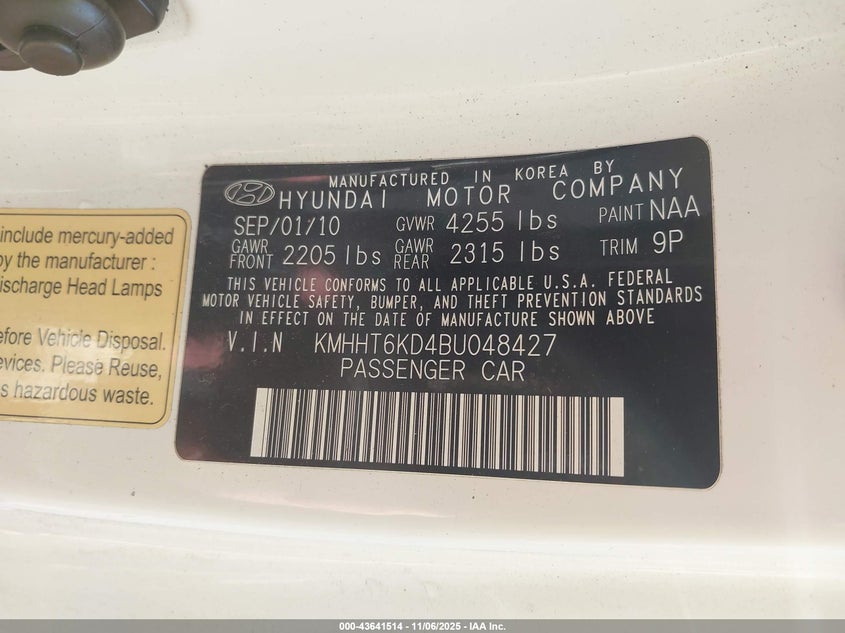 MANUFACTURED IN KOREA BY
HYUNDAI MOTOR COMPANY
SEP/01/10 GVWR 4255 lbs PAINT NAA
GAWR FRONT 2205 lbs GAWR REAR 2315 lbs TRIM 9P
THIS VEHICLE CONFORMS TO ALL APPLICABLE U.S.A. FEDERAL
MOTOR VEHICLE SAFETY, BUMPER, AND THEFT PREVENTION STANDARDS
IN EFFECT ON THE DATE OF MANUFACTURE SHOWN ABOVE
V.I.N KMHHT6KD4BU048427
PASSENGER CAR
include mercury-added
by the manufacturer :
Discharge Head Lamps
efore Vehicle Disposal.
evices. Please Reuse,
s hazardous waste.
000-43641514 - 11/06/2025 - IAA Inc.